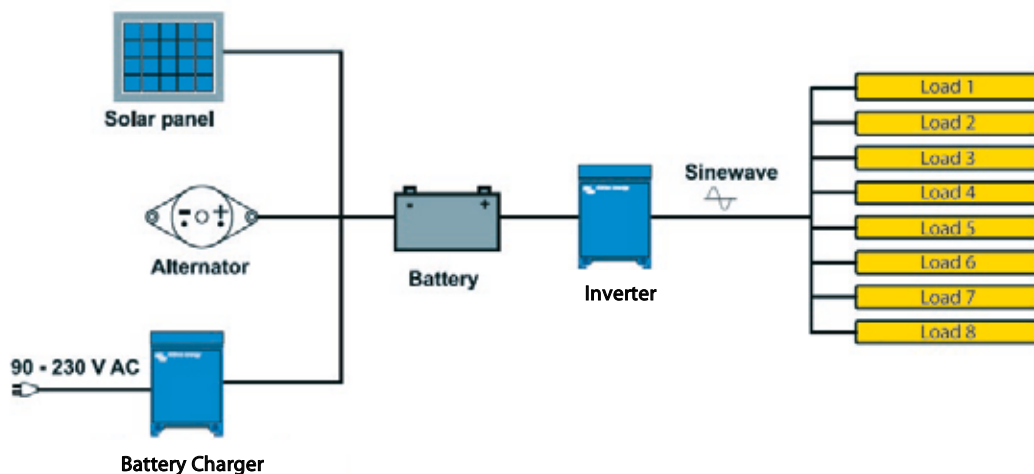 Solar panel
Alternator
90 - 230 V AC
Battery Charger
Battery
Inverter
Sinewave
Load 1
Load 2
Load 3
Load 4
Load 5
Load 6
Load 7
Load 8